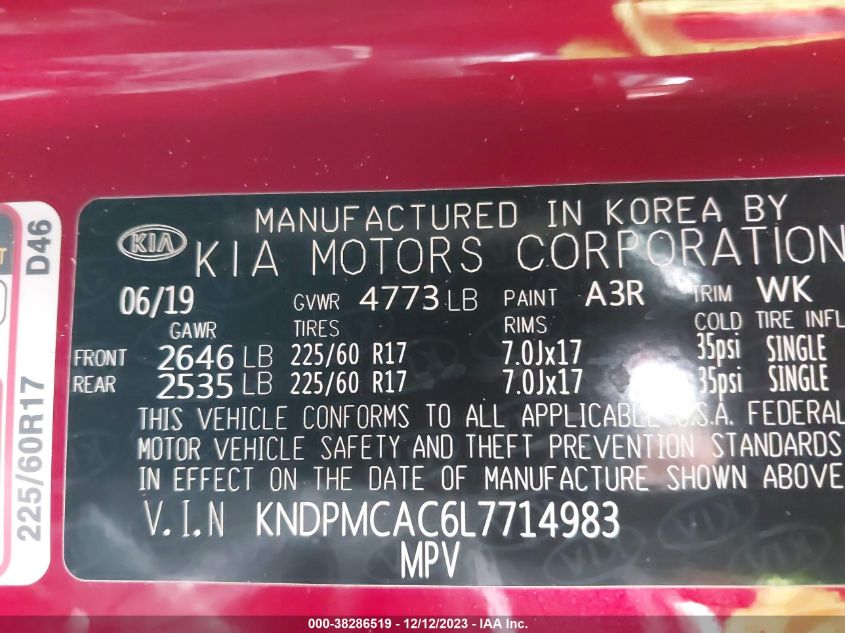 MANUFACTURED IN KOREA BY
KIA KIA MOTORS CORPORATION
06/19 GVWR 4773 LB PAINT A3R TRIM WK
GAWR TIRES RIMS COLD TIRE INFL
FRONT 2646 LB 225/60 R17 7.0Jx17 35psi SINGLE
REAR 2535 LB 225/60 R17 7.0Jx17 35psi SINGLE
THIS VEHICLE CONFORMS TO ALL APPLICABLE U.S.A. FEDERAL
MOTOR VEHICLE SAFETY AND THEFT PREVENTION STANDARDS
IN EFFECT ON THE DATE OF MANUFACTURE SHOWN ABOVE
V.I.N KNDPMCAC6L7714983
MPV
D46
225/60R17
000-38286519 - 12/12/2023 - IAA Inc.